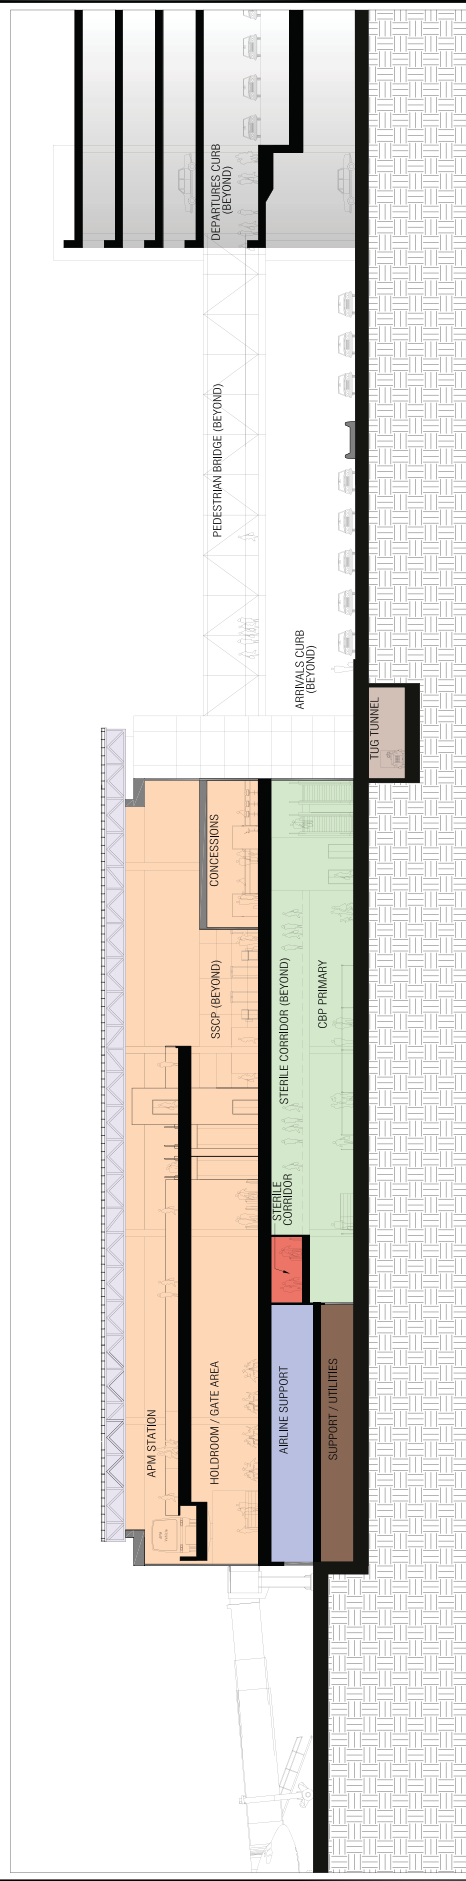 DEPARTURES CURB
(BEYOND)
PEDESTRIAN BRIDGE (BEYOND)
ARRIVALS CURB
(BEYOND)
TUG TUNNEL
CONCESSIONS
SSCP (BEYOND)
STERILE CORRIDOR (BEYOND)
CBP PRIMARY
STERILE
CORRIDOR
APM STATION
HOLDROOM / GATE AREA
AIRLINE SUPPORT
SUPPORT / UTILITIES